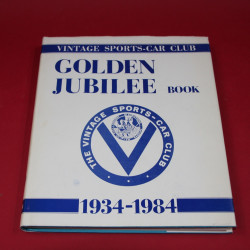 VINTAGE SPORTS-CAR CLUB
GOLDEN
JUBILEE BOOK
THE VINTAGE SPORTS-CAR CLUB
1934-1984